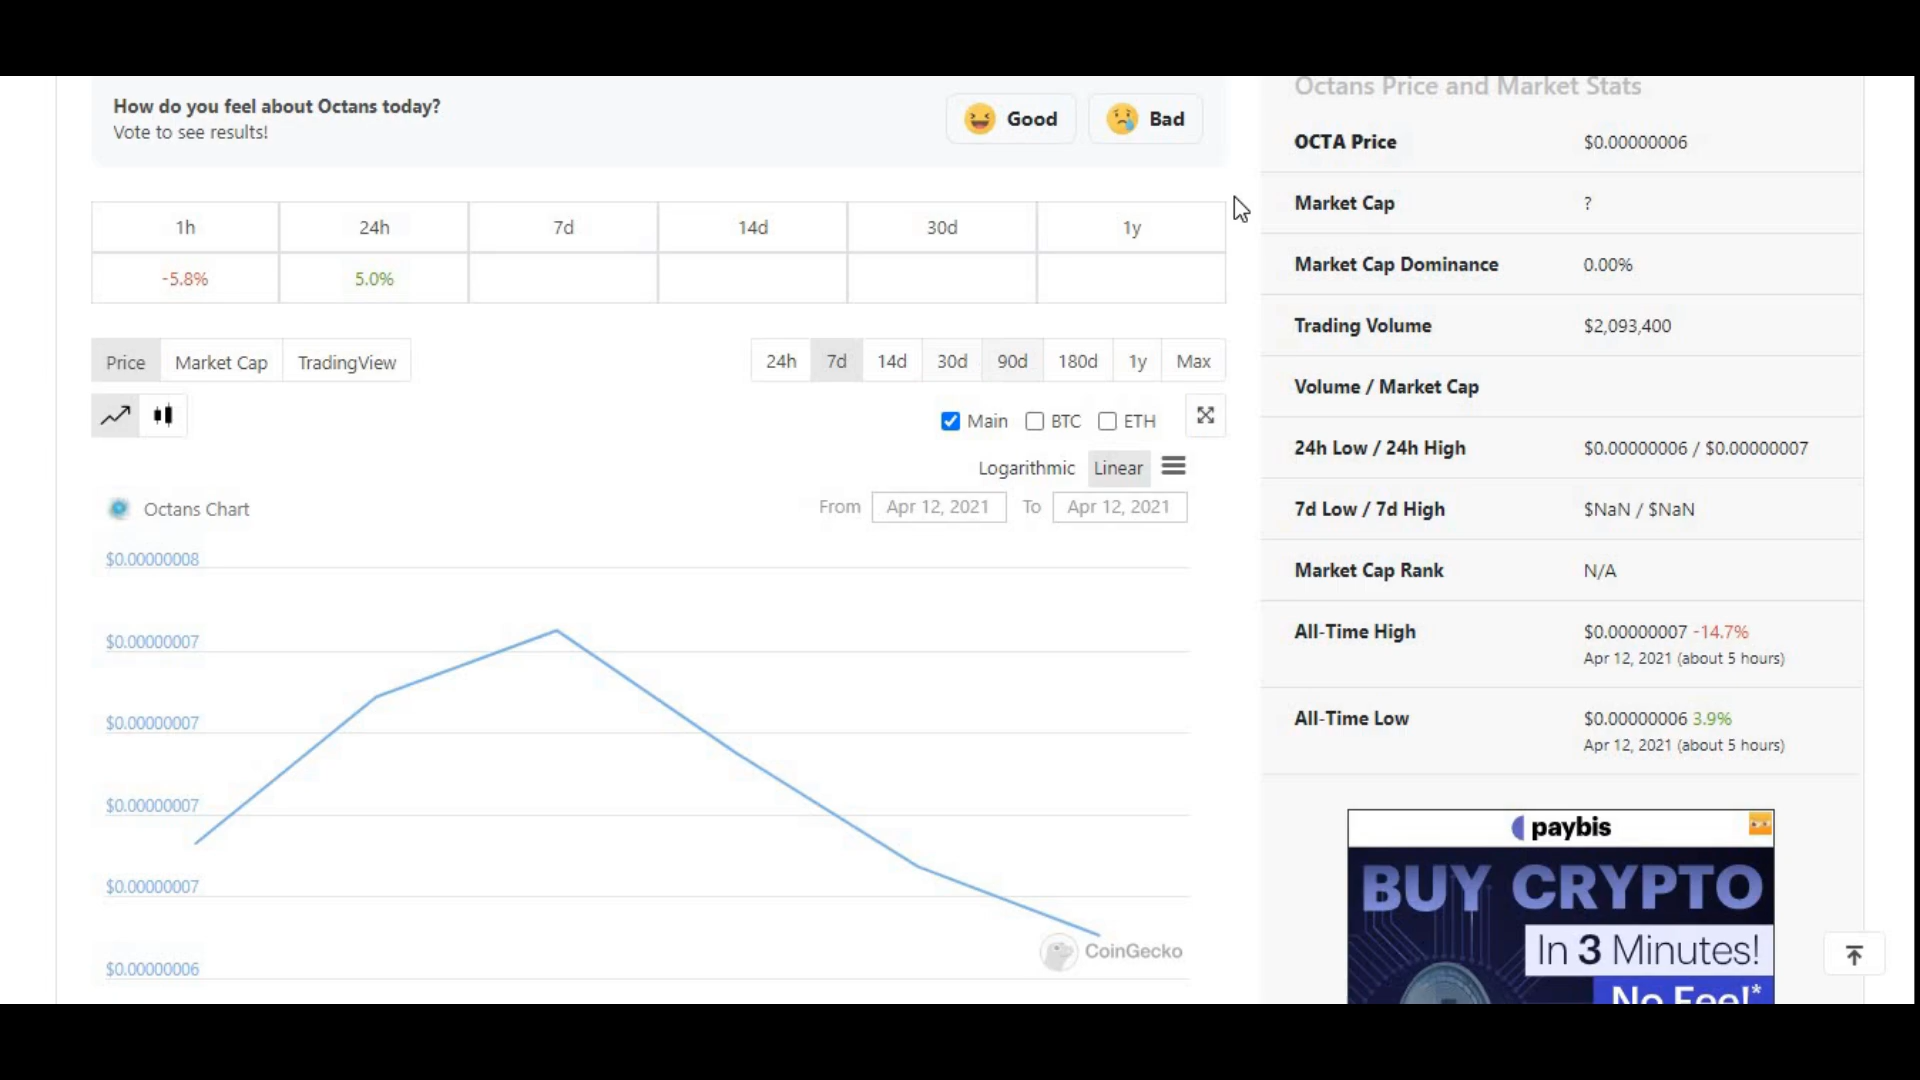 How do you feel about Octans today?
Vote to see results!
Good
Bad
1h 24h 7d 14d 30d 1y
-5.8% 5.0%
Price Market Cap TradingView
24h 7d 14d 30d 90d 180d 1y Max
Main BTC ETH
Logarithmic Linear
Octans Chart
From Apr 12, 2021 To Apr 12, 2021
$0.00000008
$0.00000007
$0.00000007
$0.00000007
$0.00000007
$0.00000006
CoinGecko
Octans Price and Market Stats
OCTA Price $0.00000006
Market Cap ?
Market Cap Dominance 0.00%
Trading Volume $2,093,400
Volume / Market Cap
24h Low / 24h High $0.00000006 / $0.00000007
7d Low / 7d High $NaN / $NaN
Market Cap Rank N/A
All-Time High $0.00000007 -14.7%
Apr 12, 2021 (about 5 hours)
All-Time Low $0.00000006 3.9%
Apr 12, 2021 (about 5 hours)
paybis
BUY CRYPTO
In 3 Minutes!
No Fee!*